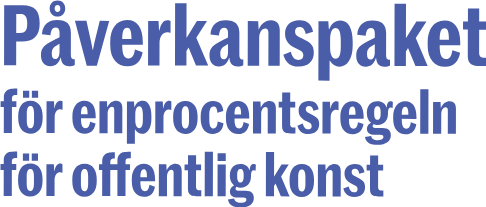 Påverkanspaket
för enprocentsregeln
för offentlig konst